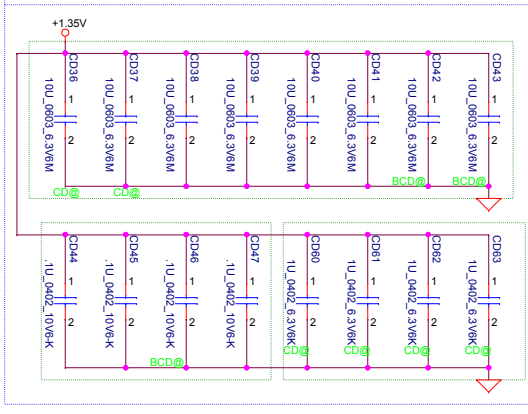 +1.35V
CD36
10U_0603_6.3V6M
1
2
CD@
CD37
10U_0603_6.3V6M
1
2
CD@
CD38
10U_0603_6.3V6M
1
2
CD39
10U_0603_6.3V6M
1
2
CD40
10U_0603_6.3V6M
1
2
CD41
10U_0603_6.3V6M
1
2
CD42
10U_0603_6.3V6M
1
2
BCD@
CD43
10U_0603_6.3V6M
1
2
BCD@
CD44
.1U_0402_10V6-K
1
2
CD45
.1U_0402_10V6-K
1
2
CD46
.1U_0402_10V6-K
1
2
BCD@
CD47
.1U_0402_10V6-K
1
2
CD60
1U_0402_6.3V6K
1
2
CD@
CD61
1U_0402_6.3V6K
1
2
CD@
CD62
1U_0402_6.3V6K
1
2
CD@
CD63
1U_0402_6.3V6K
1
2
CD@